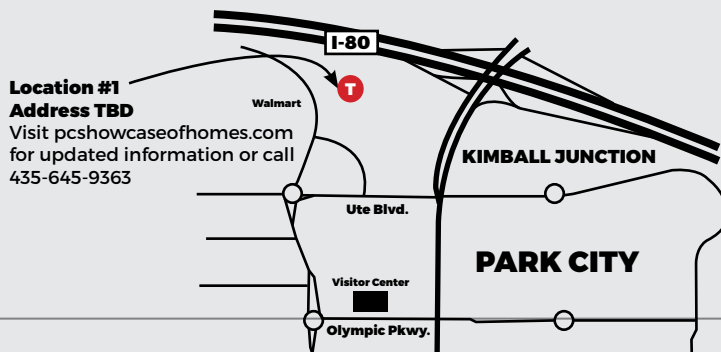 I-80
Location #1
Address TBD
Visit pcshowcaseofhomes.com
for updated information or call
435-645-9363
T
Walmart
KIMBALL JUNCTION
Ute Blvd.
PARK CITY
Visitor Center
Olympic Pkwy.